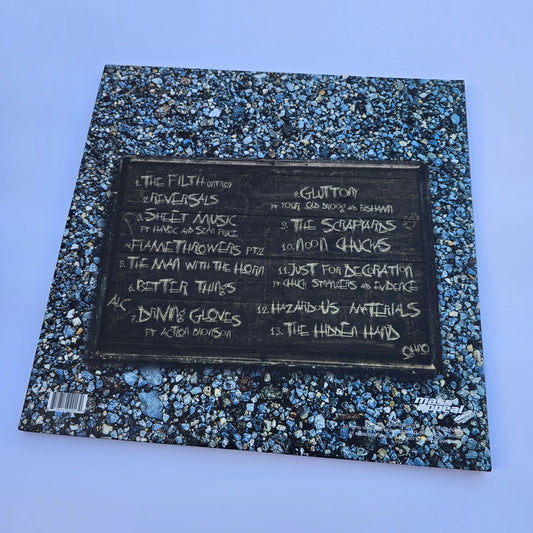 1. THE FILTH (INTRO)
2. REVERSALS
3. SHEET MUSIC
FT HAVOC AND SEAN PRICE
4. FLAMETHROWERS PT.2
5. THE MAN WITH THE HORN
6. BETTER THINGS
7. DRIVING GLOVES
FT ACTION BRONSON
ALC
8. GLUTTONY
FT YOUR OLD DROOG AND FISHAWN
9. THE SCRAPYARDS
10. NOON CHUCKS
11. JUST FOR DECORATION
FT CHUCK STRANGERS AND EVIDENCE
12. HAZARDOUS MATERIALS
13. THE HIDDEN HAND
OHNO